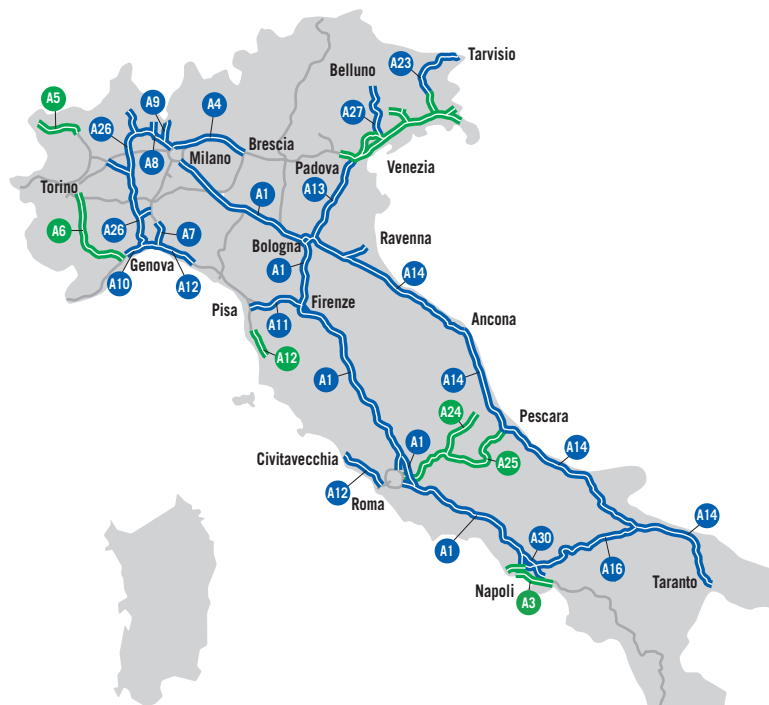 Tarvisio
A23
Belluno
A5
A9
A4
A27
A26
Brescia
A8
Milano
Padova
Venezia
Torino
A13
A1
A6
A26
A7
Ravenna
Bologna
A1
A14
Genova
A10
A12
Pisa
Firenze
A11
Ancona
A12
A1
A14
A24
Pescara
A1
A14
Civitavecchia
A25
A12
Roma
A14
A1
A30
A16
Taranto
Napoli
A3